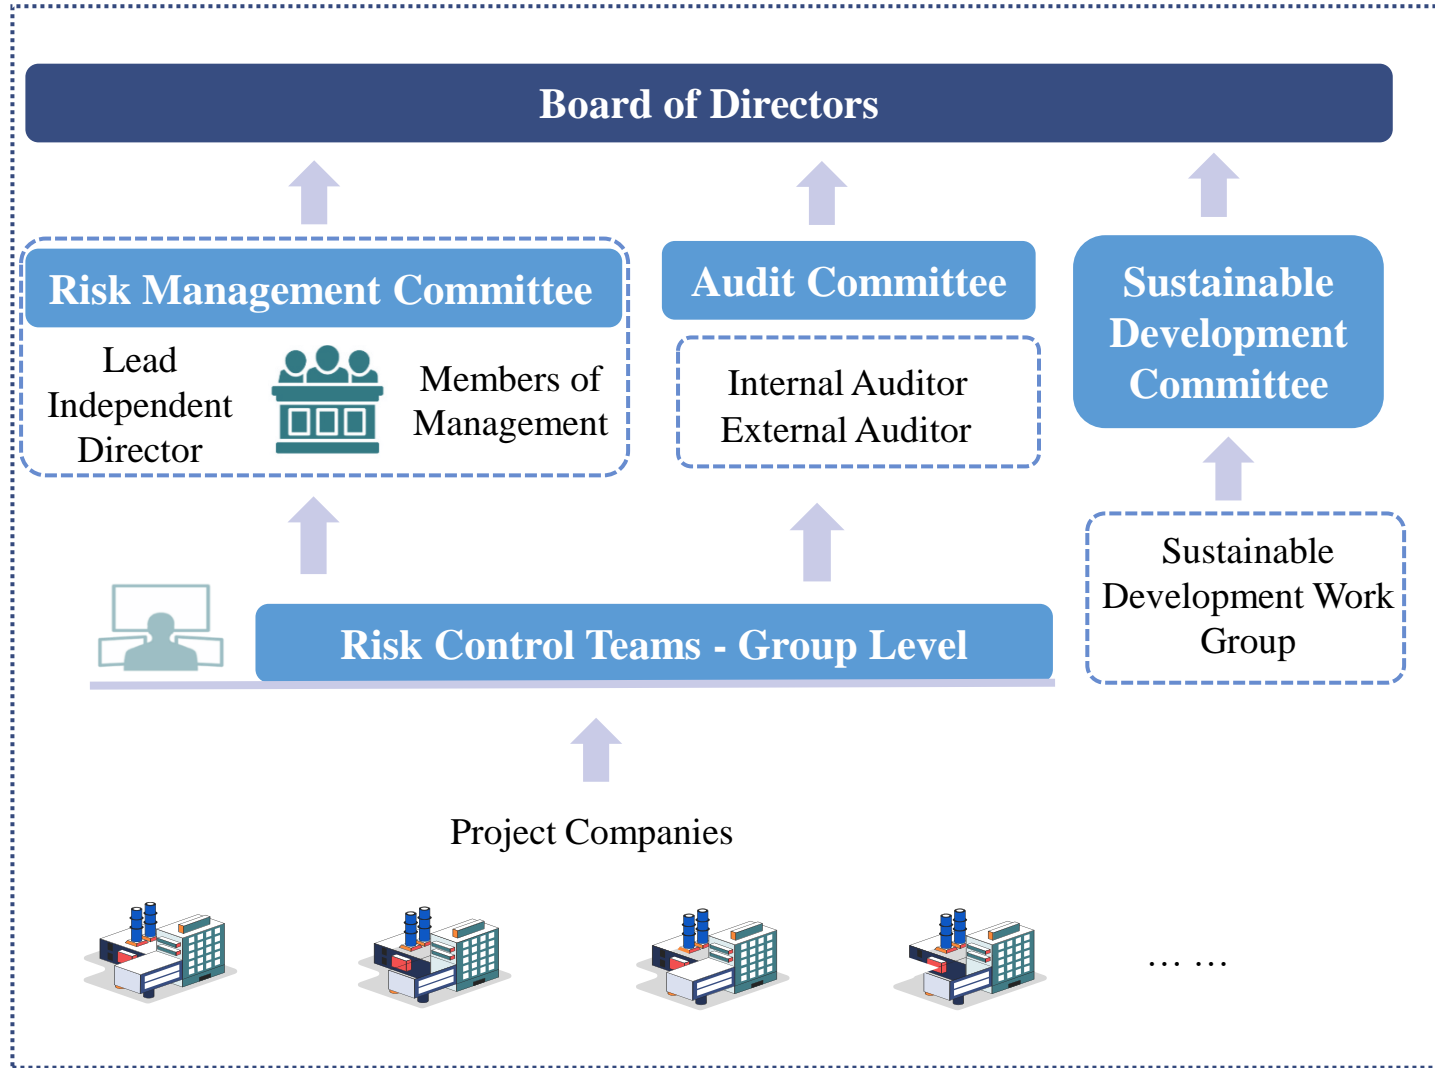 Board of Directors
Risk Management Committee
Lead
Independent
Director
Members of
Management
Audit Committee
Internal Auditor
External Auditor
Sustainable
Development
Committee
Sustainable
Development Work
Group
Risk Control Teams - Group Level
Project Companies
… …